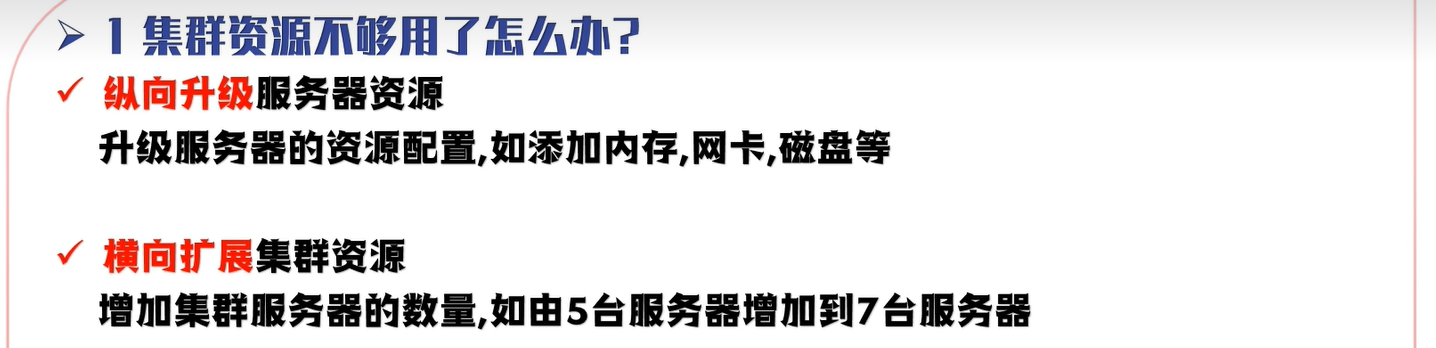 ➢ 1 集群资源不够用了怎么办?
✓ 纵向升级服务器资源
升级服务器的资源配置,如添加内存,网卡,磁盘等
✓ 横向扩展集群资源
增加集群服务器的数量,如由5台服务器增加到7台服务器